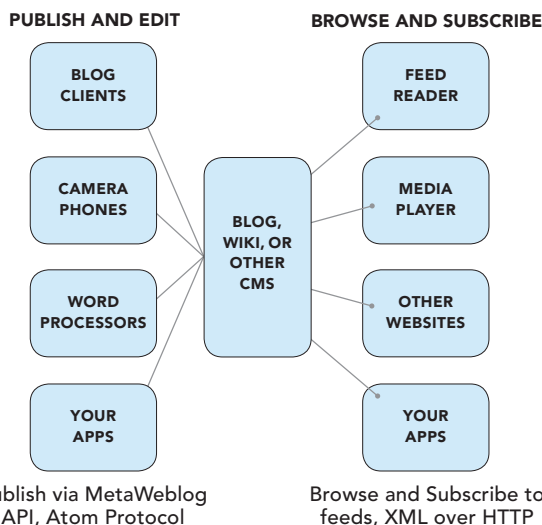 PUBLISH AND EDIT
BROWSE AND SUBSCRIBE
BLOG
CLIENTS
CAMERA
PHONES
WORD
PROCESSORS
YOUR
APPS
BLOG,
WIKI, OR
OTHER
CMS
FEED
READER
MEDIA
PLAYER
OTHER
WEBSITES
YOUR
APPS
ublish via MetaWeblog
API, Atom Protocol
Browse and Subscribe to
feeds, XML over HTTP